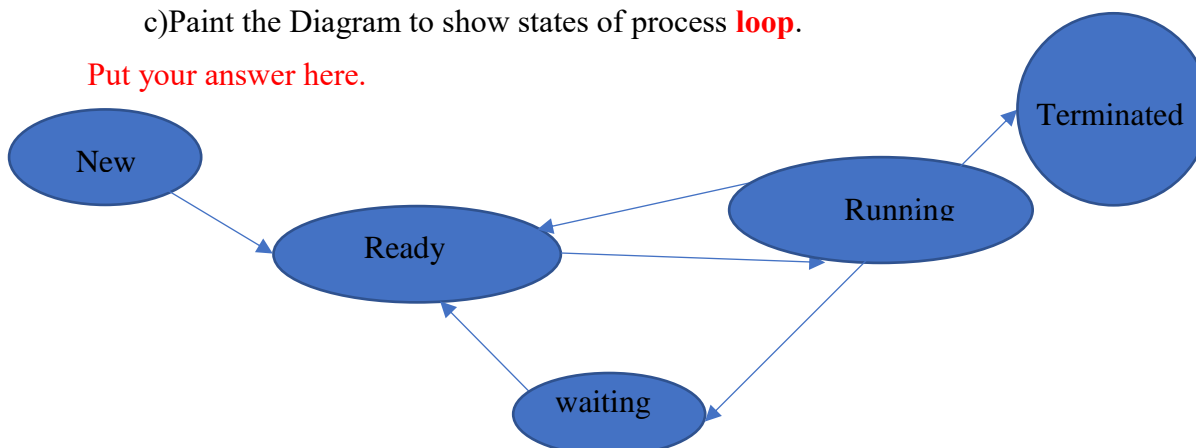 c)Paint the Diagram to show states of process loop.
Put your answer here.
Terminated
New
Running
Ready
waiting